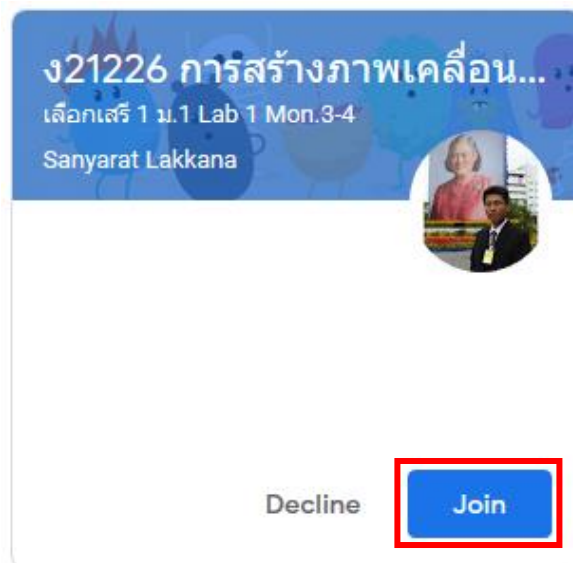 ง21226 การสร้างภาพเคลื่อน...
เลือกเสรี 1 ม.1 Lab 1 Mon.3-4
Sanyarat Lakkana
Decline
Join